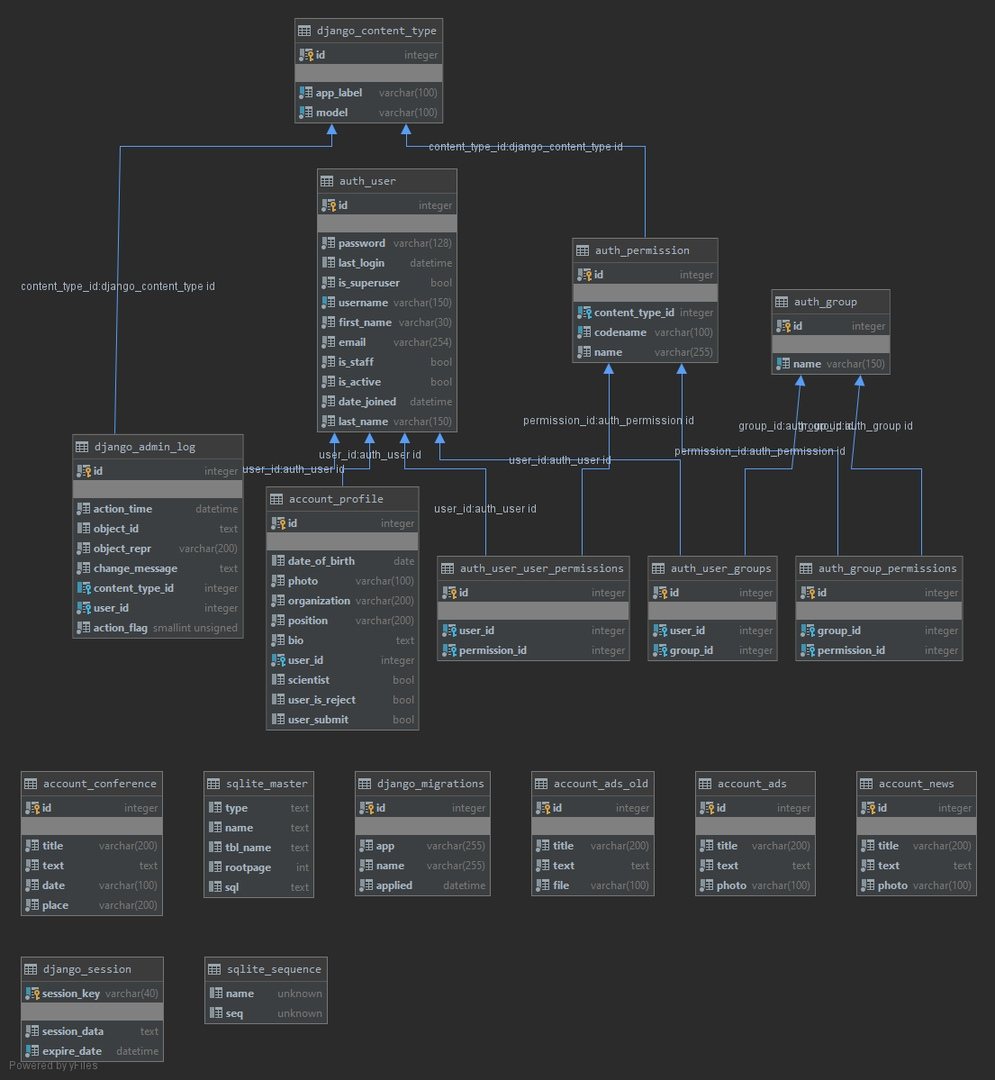 django_content_type
id integer
app_label varchar(100)
model varchar(100)
content_type_id:django_content_type id
auth_user
id integer
password varchar(128)
last_login datetime
is_superuser bool
username varchar(150)
first_name varchar(30)
email varchar(254)
is_staff bool
is_active bool
date_joined datetime
last_name varchar(150)
auth_permission
id integer
content_type_id integer
codename varchar(100)
name varchar(255)
auth_group
id integer
name varchar(150)
content_type_id:django_content_type id
permission_id:auth_permission id
group_id:auth_group id
group_id:auth_group id
permission_id:auth_permission id
user_id:auth_user id
user_id:auth_user id
user_id:auth_user id
user_id:auth_user id
django_admin_log
id integer
action_time datetime
object_id text
object_repr varchar(200)
change_message text
content_type_id integer
user_id integer
action_flag smallint unsigned
account_profile
id integer
date_of_birth date
photo varchar(100)
organization varchar(200)
position varchar(200)
bio text
user_id integer
scientist bool
user_is_reject bool
user_submit bool
auth_user_user_permissions
id integer
user_id integer
permission_id integer
auth_user_groups
id integer
user_id integer
group_id integer
auth_group_permissions
id integer
group_id integer
permission_id integer
account_conference
id integer
title varchar(200)
text text
date varchar(100)
place varchar(200)
sqlite_master
type text
name text
tbl_name text
rootpage int
sql text
django_migrations
id integer
app varchar(255)
name varchar(255)
applied datetime
account_ads_old
id integer
title varchar(200)
text text
file varchar(100)
account_ads
id integer
title varchar(200)
text text
photo varchar(100)
account_news
id integer
title varchar(200)
text text
photo varchar(100)
django_session
session_key varchar(40)
session_data text
expire_date datetime
sqlite_sequence
name unknown
seq unknown
Powered by yFiles